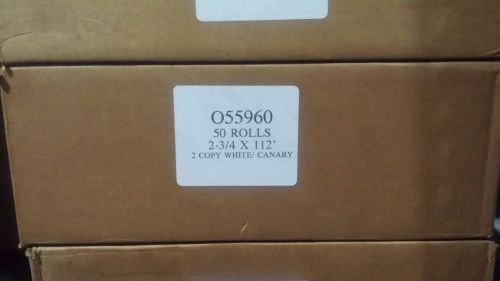 O55960
50 ROLLS
2-3/4 X 112'
2 COPY WHITE/ CANARY